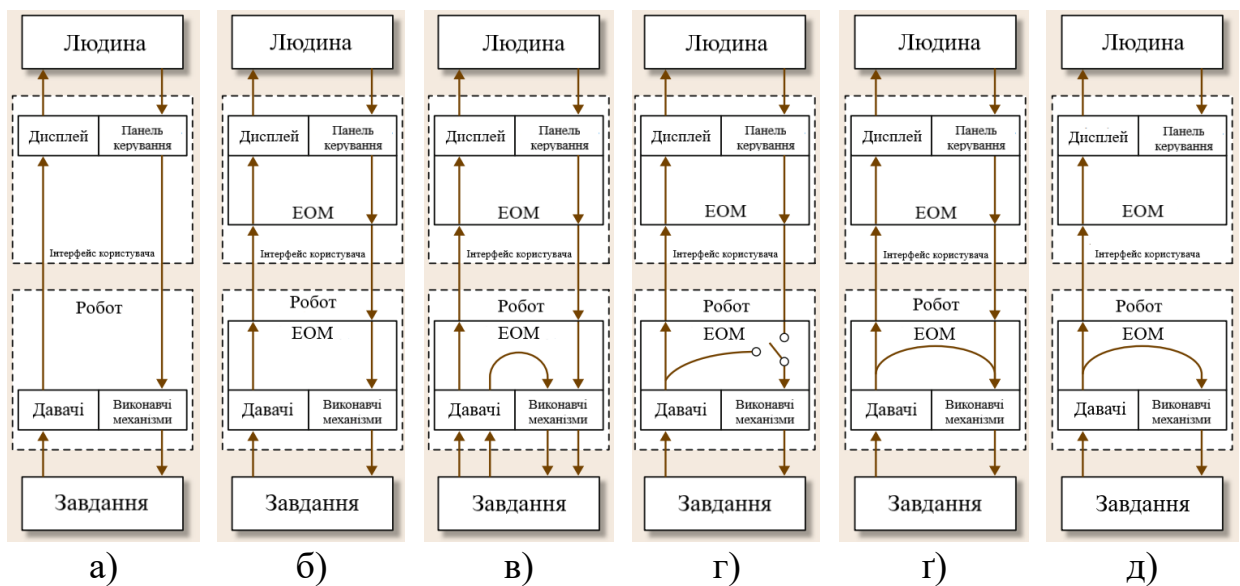 Людина
Дисплей
Панель
керування
Інтерфейс користувача
Робот
Давачі
Виконавчі
механізми
Завдання
а)
Людина
Дисплей
Панель
керування
ЕОМ
Інтерфейс користувача
Робот
ЕОМ
Давачі
Виконавчі
механізми
Завдання
б)
Людина
Дисплей
Панель
керування
ЕОМ
Інтерфейс користувача
Робот
ЕОМ
Давачі
Виконавчі
механізми
Завдання
в)
Людина
Дисплей
Панель
керування
ЕОМ
Інтерфейс користувача
Робот
ЕОМ
Давачі
Виконавчі
механізми
Завдання
г)
Людина
Дисплей
Панель
керування
ЕОМ
Інтерфейс користувача
Робот
ЕОМ
Давачі
Виконавчі
механізми
Завдання
ґ)
Людина
Дисплей
Панель
керування
ЕОМ
Інтерфейс користувача
Робот
ЕОМ
Давачі
Виконавчі
механізми
Завдання
д)